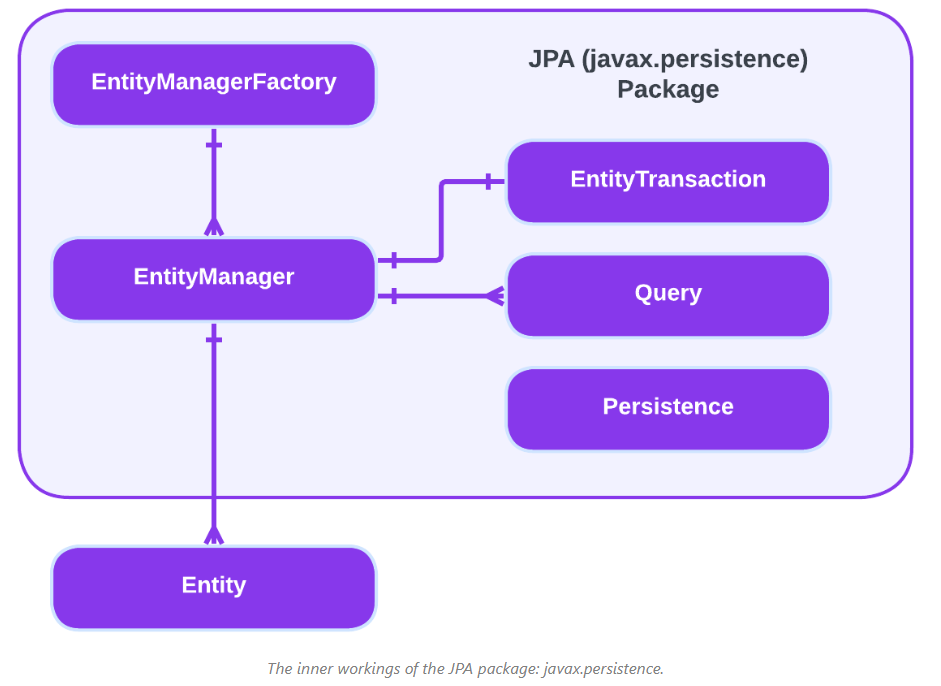 EntityManagerFactory
JPA (javax.persistence)
Package
EntityTransaction
EntityManager
Query
Persistence
Entity
The inner workings of the JPA package: javax.persistence.